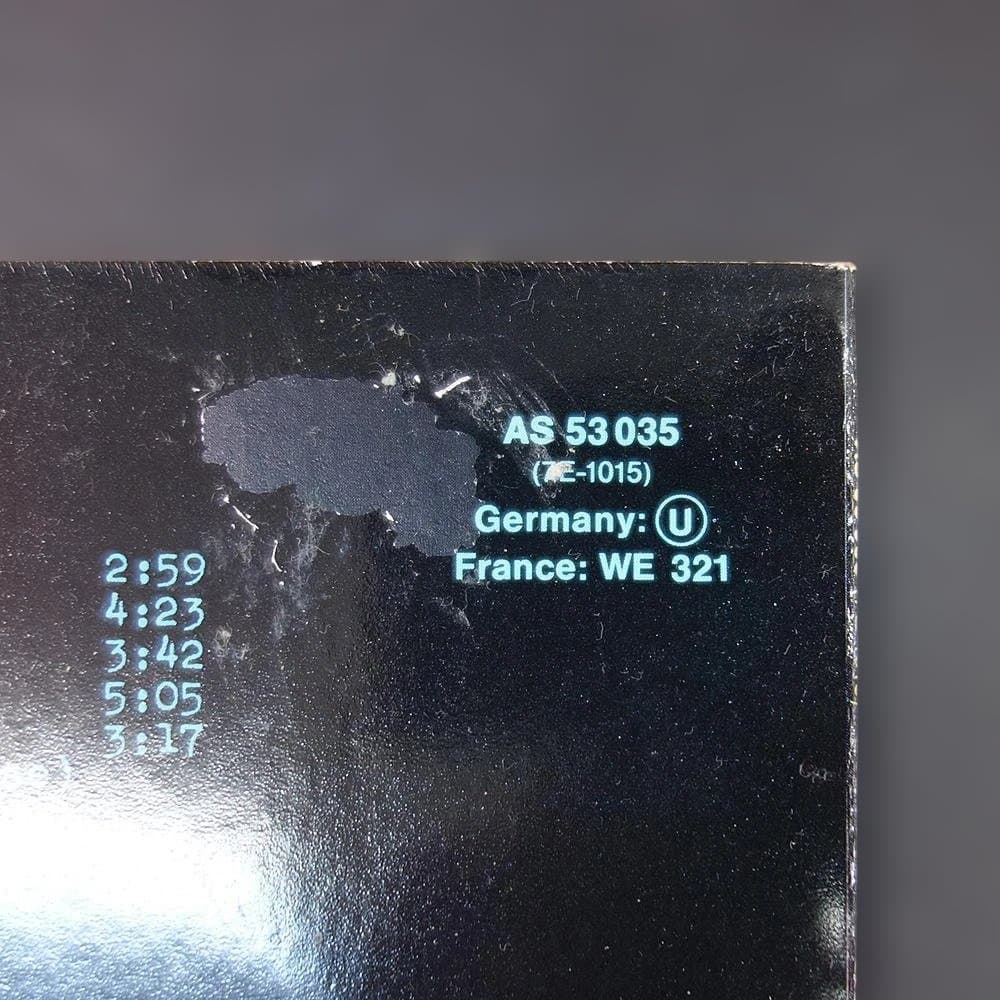 AS 53 035
(7E-1015)
Germany: Ⓤ
France: WE 321
2:59
4:23
3:42
5:05
3:17